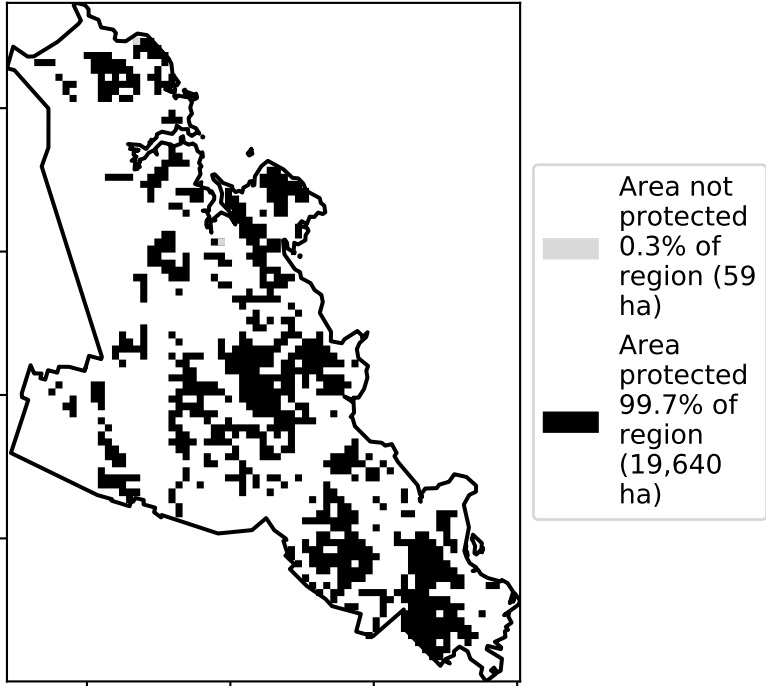 Area not
protected
0.3% of
region (59
ha)
Area
protected
99.7% of
region
(19,640
ha)